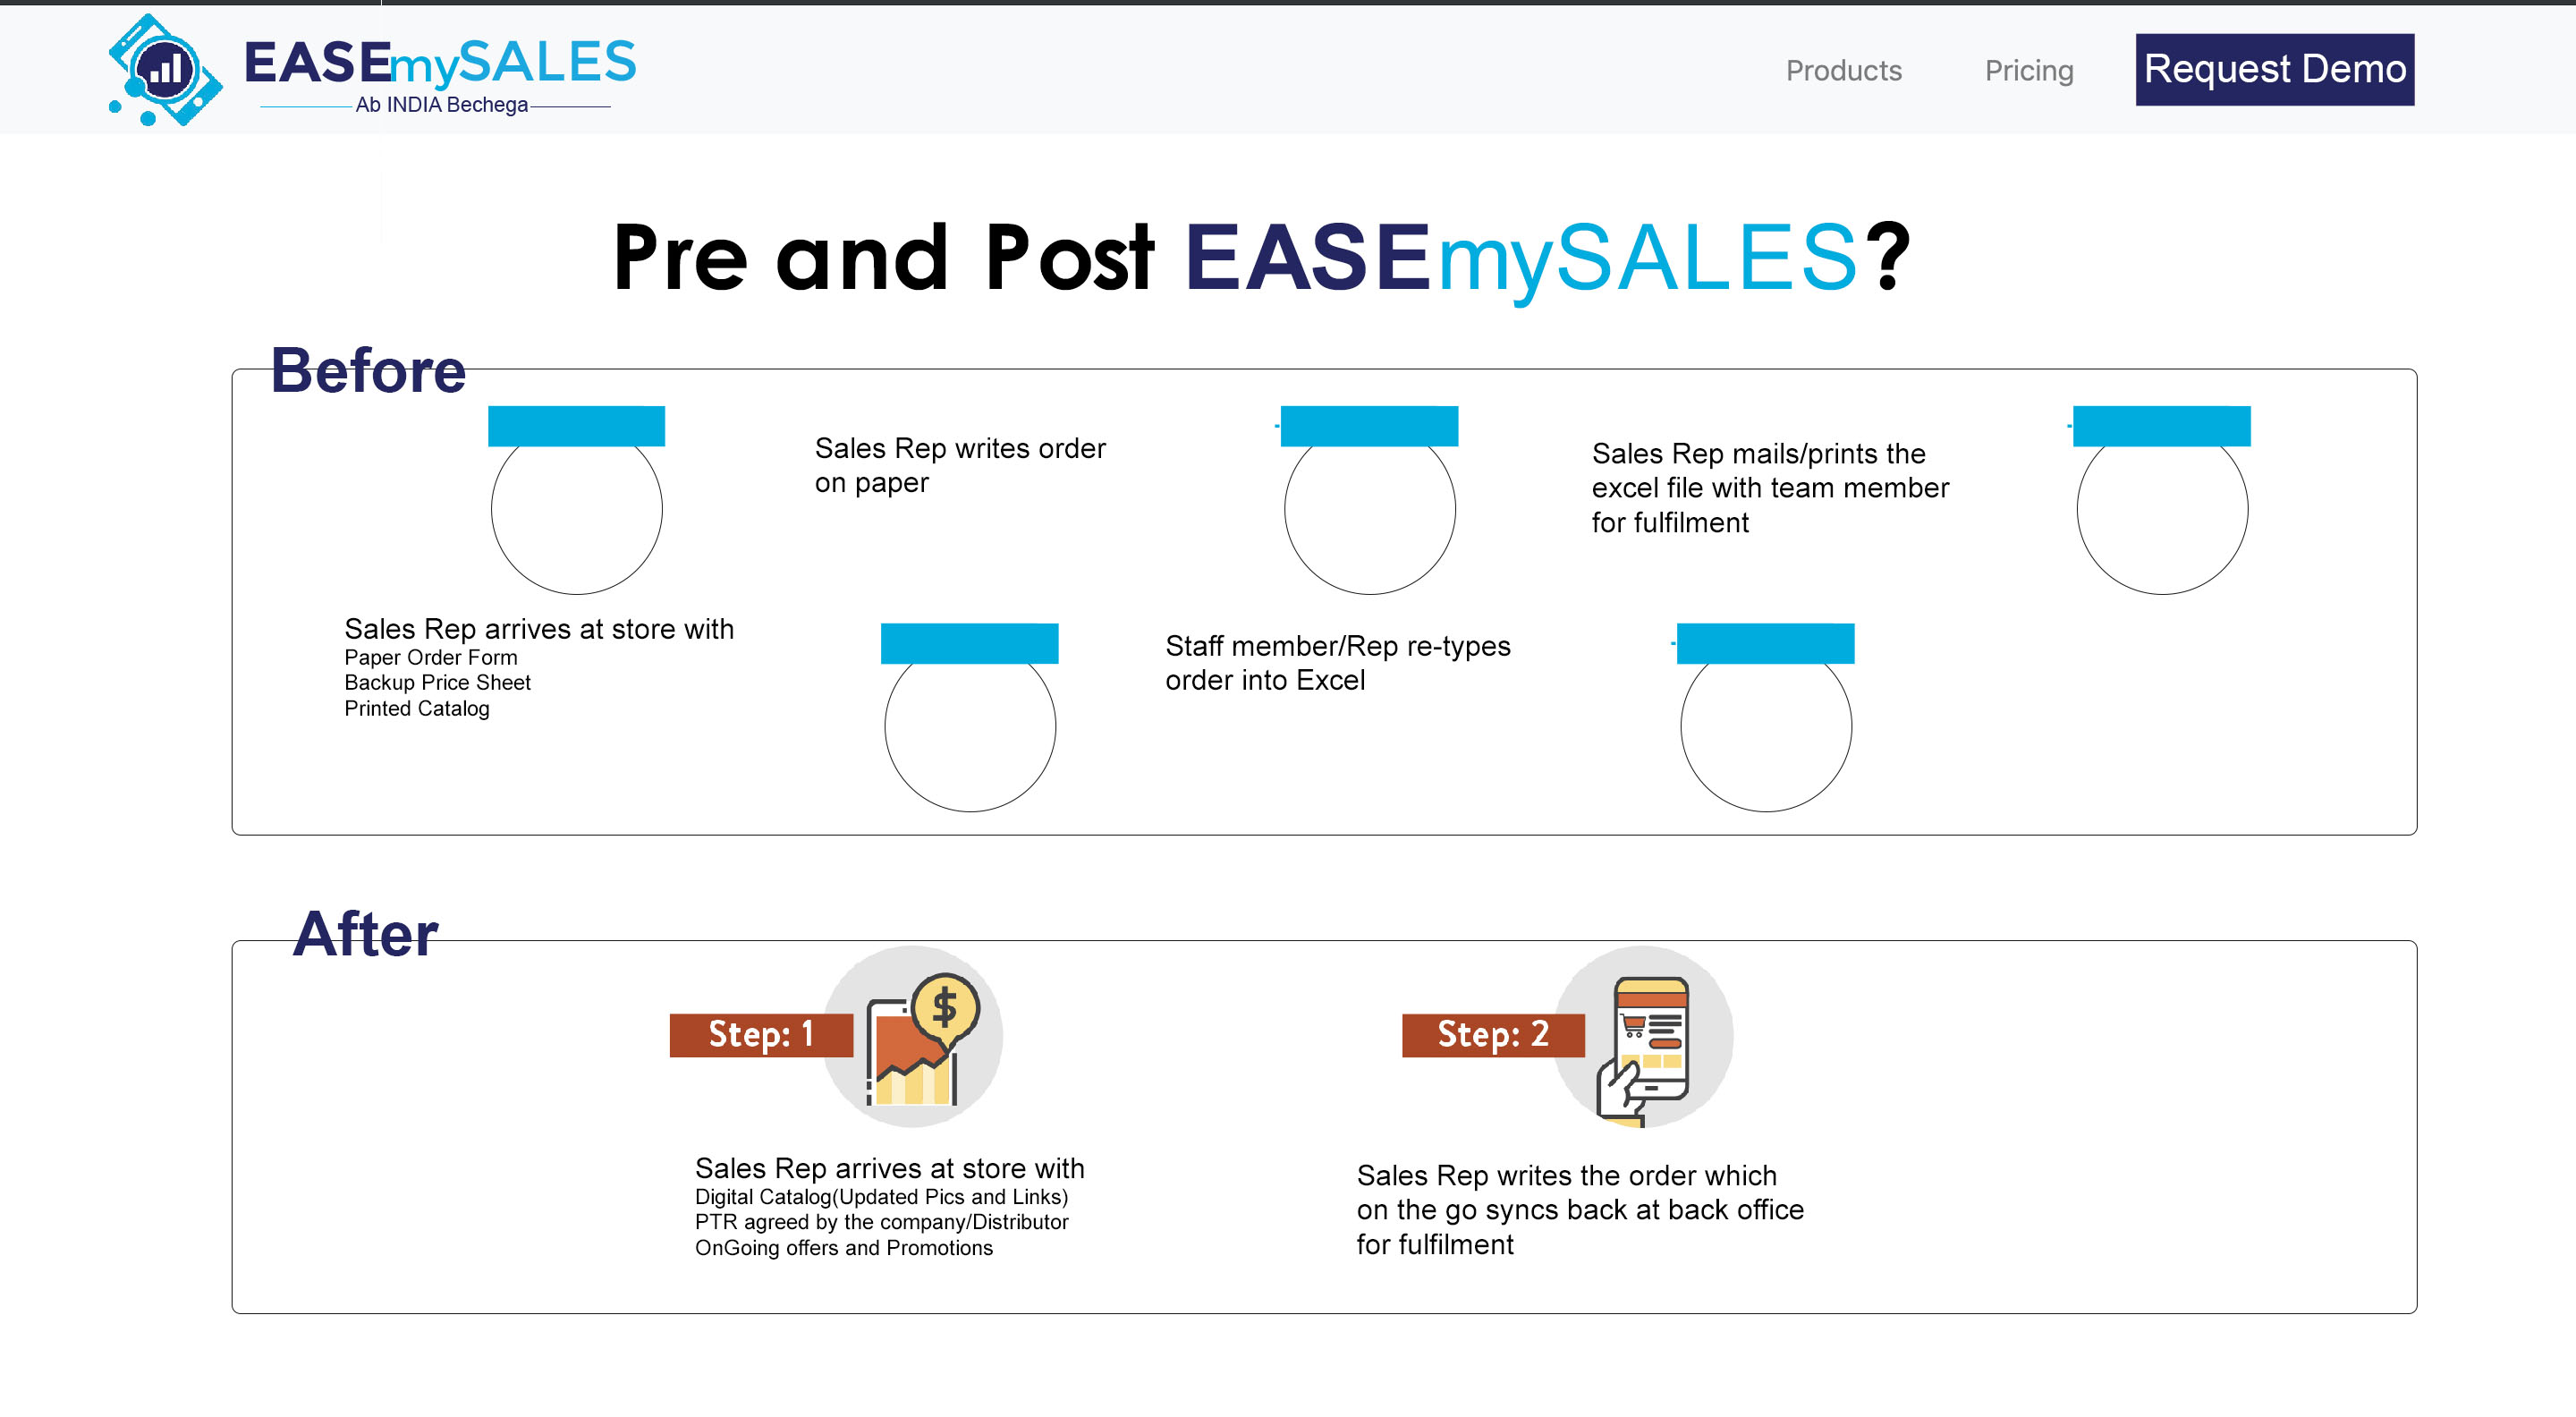 EASEmySALES
Ab INDIA Bechega
Products
Pricing
Request Demo
Pre and Post EASEmySALES?
Before
Sales Rep arrives at store with
Paper Order Form
Backup Price Sheet
Printed Catalog
Sales Rep writes order
on paper
Staff member/Rep re-types
order into Excel
Sales Rep mails/prints the
excel file with team member
for fulfilment
After
Step: 1
Sales Rep arrives at store with
Digital Catalog(Updated Pics and Links)
PTR agreed by the company/Distributor
OnGoing offers and Promotions
Step: 2
Sales Rep writes the order which
on the go syncs back at back office
for fulfilment
$